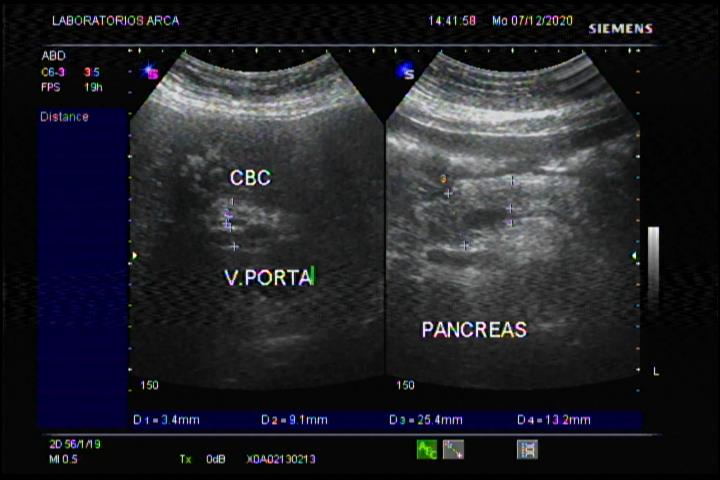 LABORATORIOS ARCA
14:41:58 Ma 07/12/2020
SIEMENS
ABD
C6-3 3.5
FPS 19h
Distance
S
S
CBC
3
V.PORTA
PANCREAS
L
150
150
D1=3.4mm D2=9.1mm D3=25.4mm D4=13.2mm
2D 56/1/19
MI 0.5 Tx 0dB X0A02130213